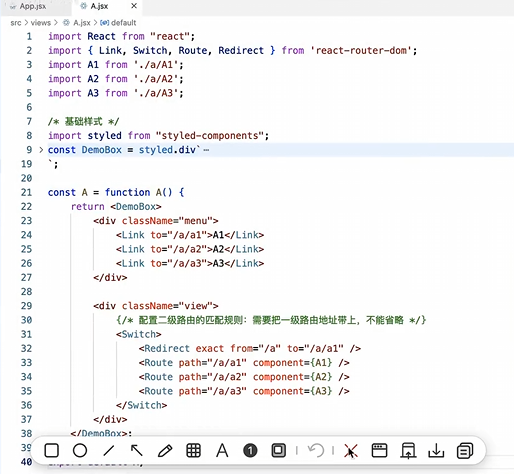 App.jsx
A.jsx
src > views > A.jsx > default
1 import React from "react";
2 import { Link, Switch, Route, Redirect } from 'react-router-dom';
3 import A1 from './a/A1';
4 import A2 from './a/A2';
5 import A3 from './a/A3';
6
7 /* 基础样式 */
8 import styled from "styled-components";
9 const DemoBox = styled.div`…
19 `;
20
21 const A = function A() {
22 return <DemoBox>
23 <div className="menu">
24 <Link to="/a/a1">A1</Link>
25 <Link to="/a/a2">A2</Link>
26 <Link to="/a/a3">A3</Link>
27 </div>
28
29 <div className="view">
30 {/* 配置二级路由的匹配规则：需要把一级路由地址带上，不能省略 */}
31 <Switch>
32 <Redirect exact from="/a" to="/a/a1" />
33 <Route path="/a/a1" component={A1} />
34 <Route path="/a/a2" component={A2} />
35 <Route path="/a/a3" component={A3} />
36 </Switch>
37 </div>
38 </DemoBox>;
40